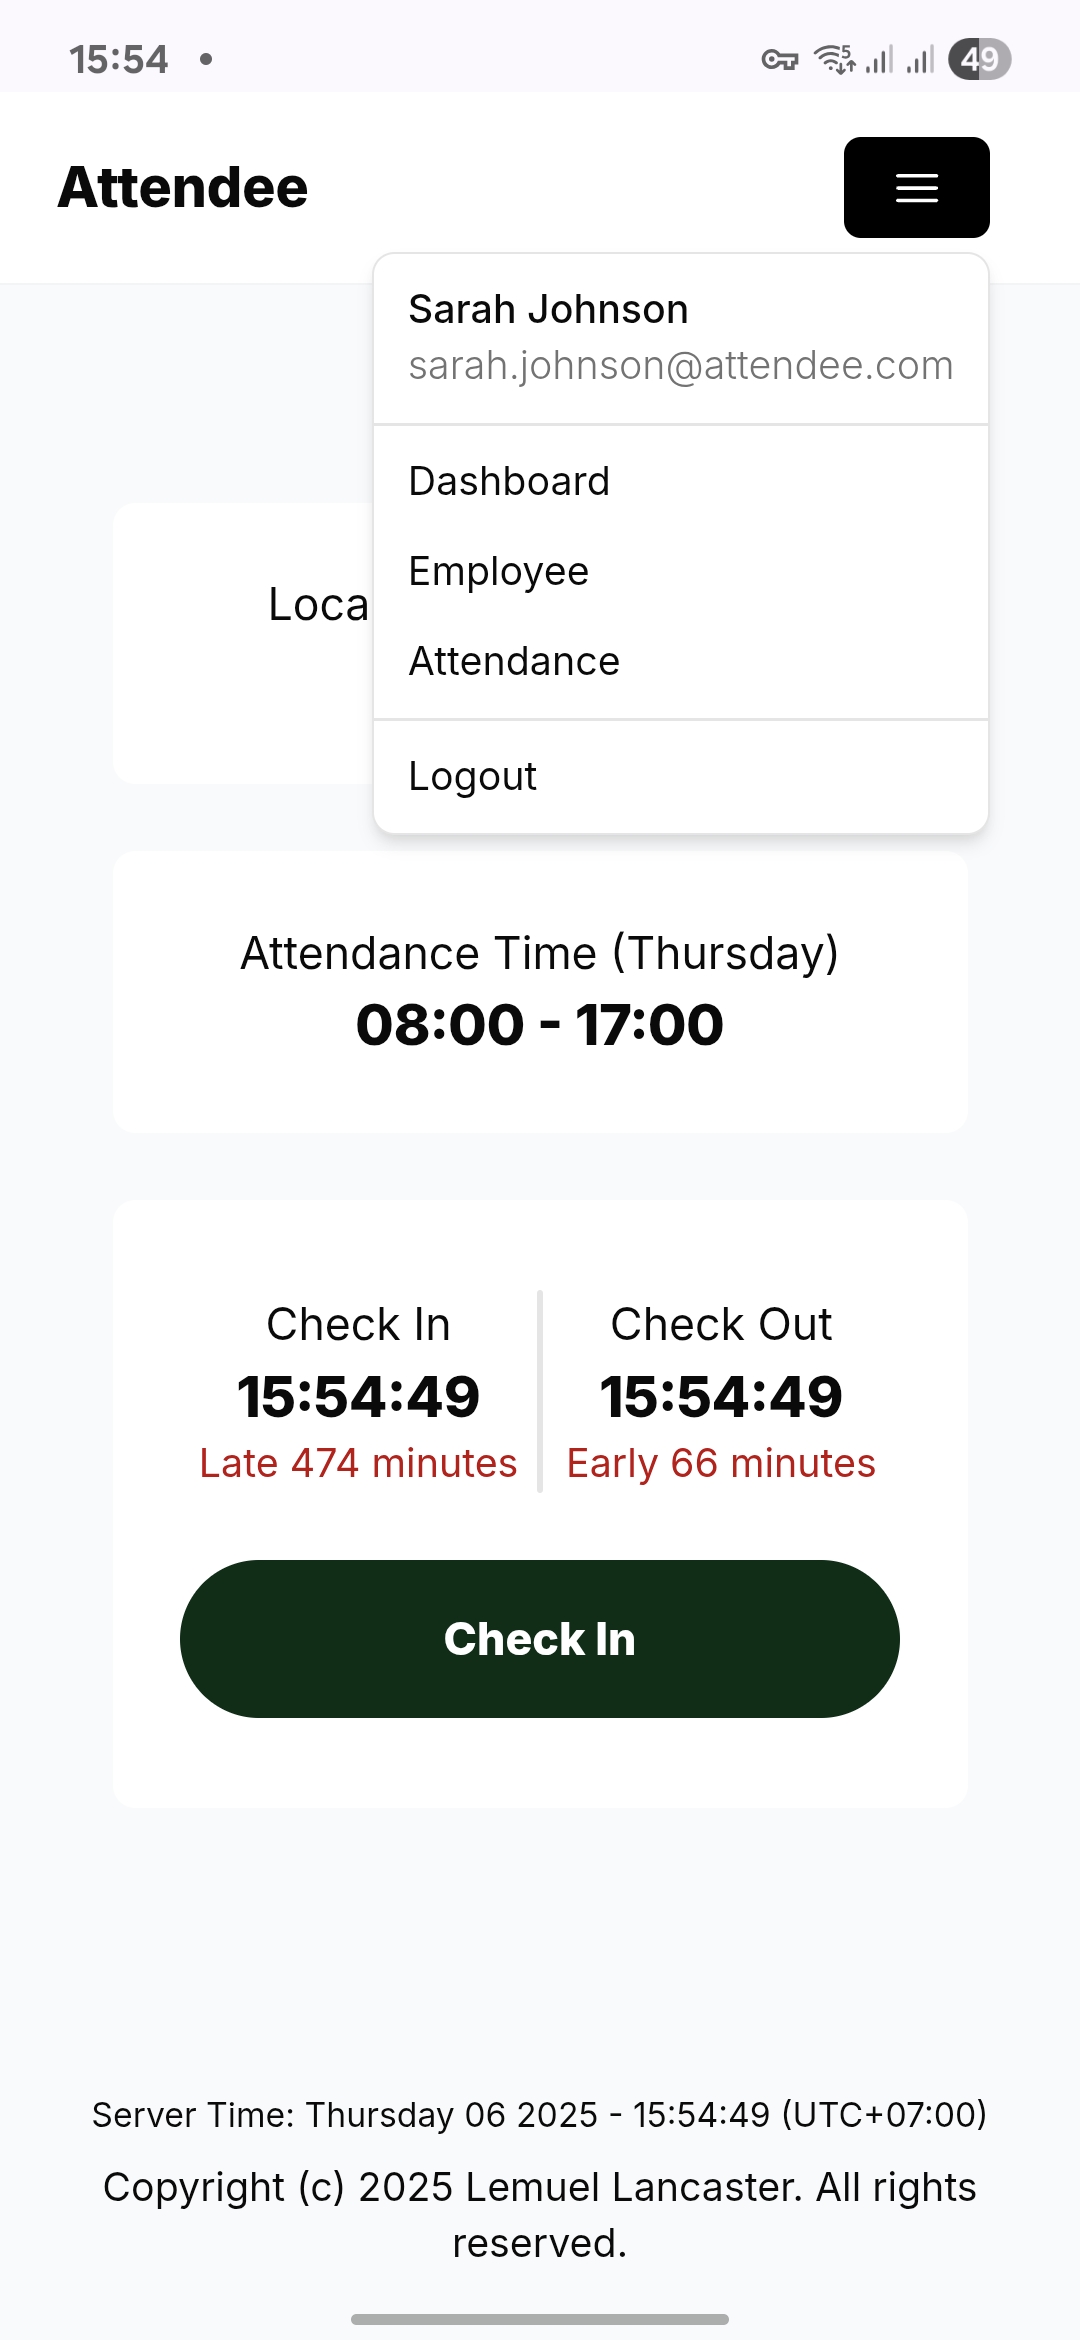 15:54
5
49
Attendee
Sarah Johnson
sarah.johnson@attendee.com
Dashboard
Employee
Attendance
Logout
Attendance Time (Thursday)
08:00 - 17:00
Check In
15:54:49
Late 474 minutes
Check Out
15:54:49
Early 66 minutes
Check In
Server Time: Thursday 06 2025 - 15:54:49 (UTC+07:00)
Copyright (c) 2025 Lemuel Lancaster. All rights
reserved.